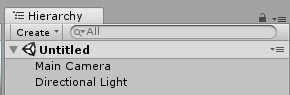 Hierarchy
Create All
Untitled
Main Camera
Directional Light